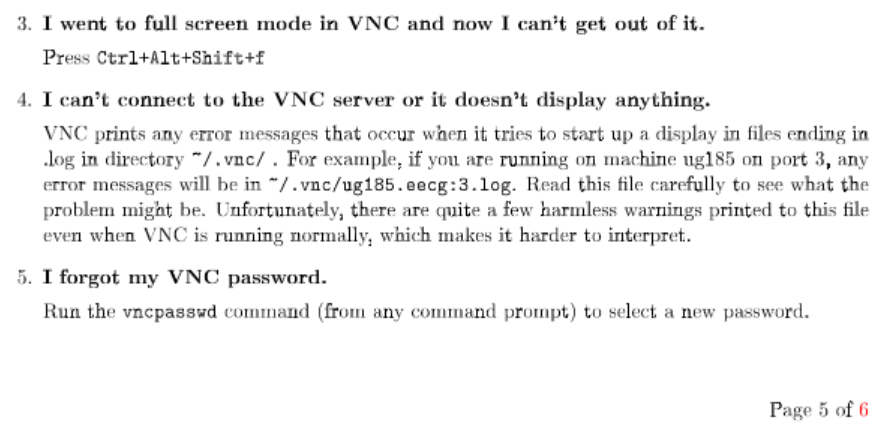 3. I went to full screen mode in VNC and now I can't get out of it.
Press Ctrl+Alt+Shift+f
4. I can't connect to the VNC server or it doesn't display anything.
VNC prints any error messages that occur when it tries to start up a display in files ending in
.log in directory ~/.vnc/ . For example, if you are running on machine ug185 on port 3, any
error messages will be in ~/.vnc/ug185.eecg:3.log. Read this file carefully to see what the
problem might be. Unfortunately, there are quite a few harmless warnings printed to this file
even when VNC is running normally, which makes it harder to interpret.
5. I forgot my VNC password.
Run the vncpasswd command (from any command prompt) to select a new password.
Page 5 of 6